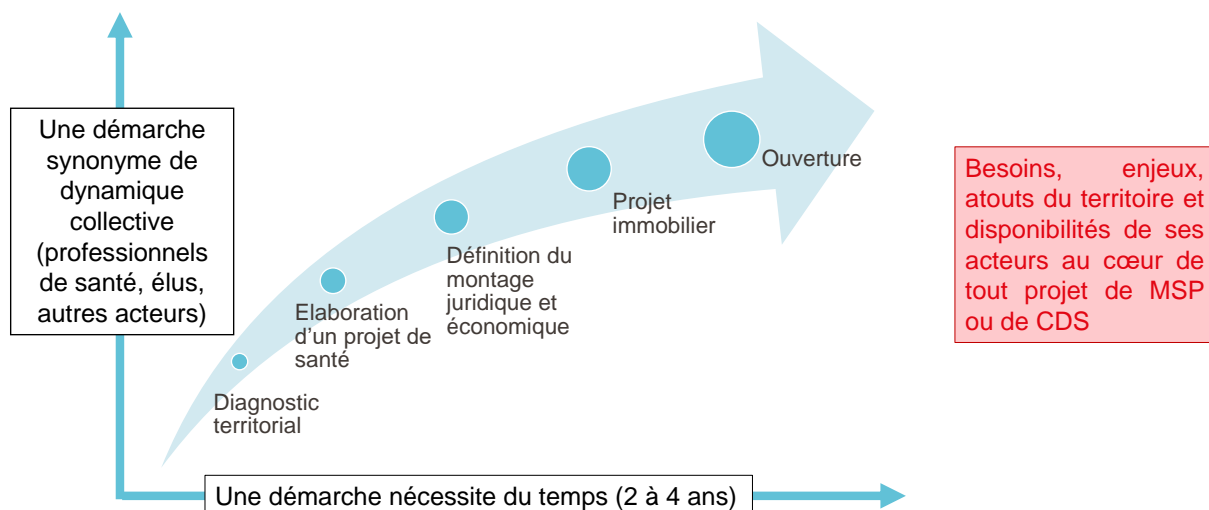 Une démarche
synonyme de
dynamique
collective
(professionnels
de santé, élus,
autres acteurs)
Diagnostic
territorial
Elaboration
d'un projet de
santé
Définition du
montage
juridique et
économique
Projet
immobilier
Ouverture
Besoins, enjeux,
atouts du territoire et
disponibilités de ses
acteurs au cœur de
tout projet de MSP
ou de CDS
Une démarche nécessite du temps (2 à 4 ans)